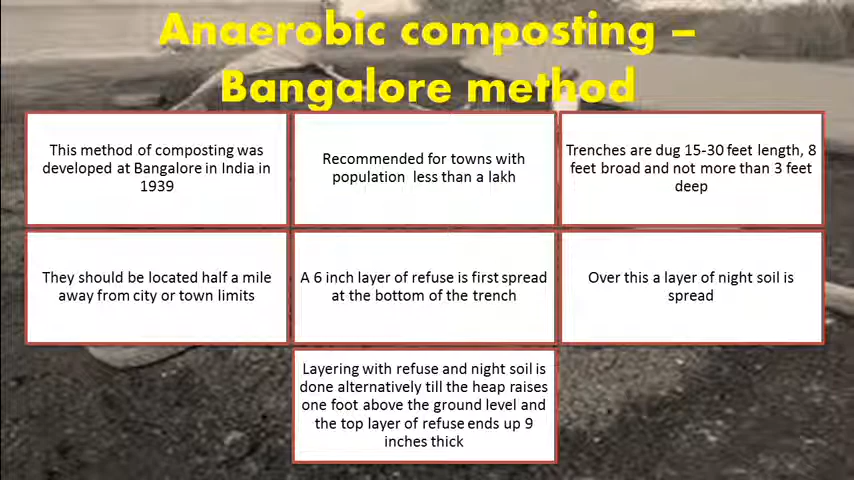 Anaerobic composting –
Bangalore method
This method of composting was
developed at Bangalore in India in
1939
Recommended for towns with
population less than a lakh
Trenches are dug 15-30 feet length, 8
feet broad and not more than 3 feet
deep
They should be located half a mile
away from city or town limits
A 6 inch layer of refuse is first spread
at the bottom of the trench
Over this a layer of night soil is
spread
Layering with refuse and night soil is
done alternatively till the heap raises
one foot above the ground level and
the top layer of refuse ends up 9
inches thick